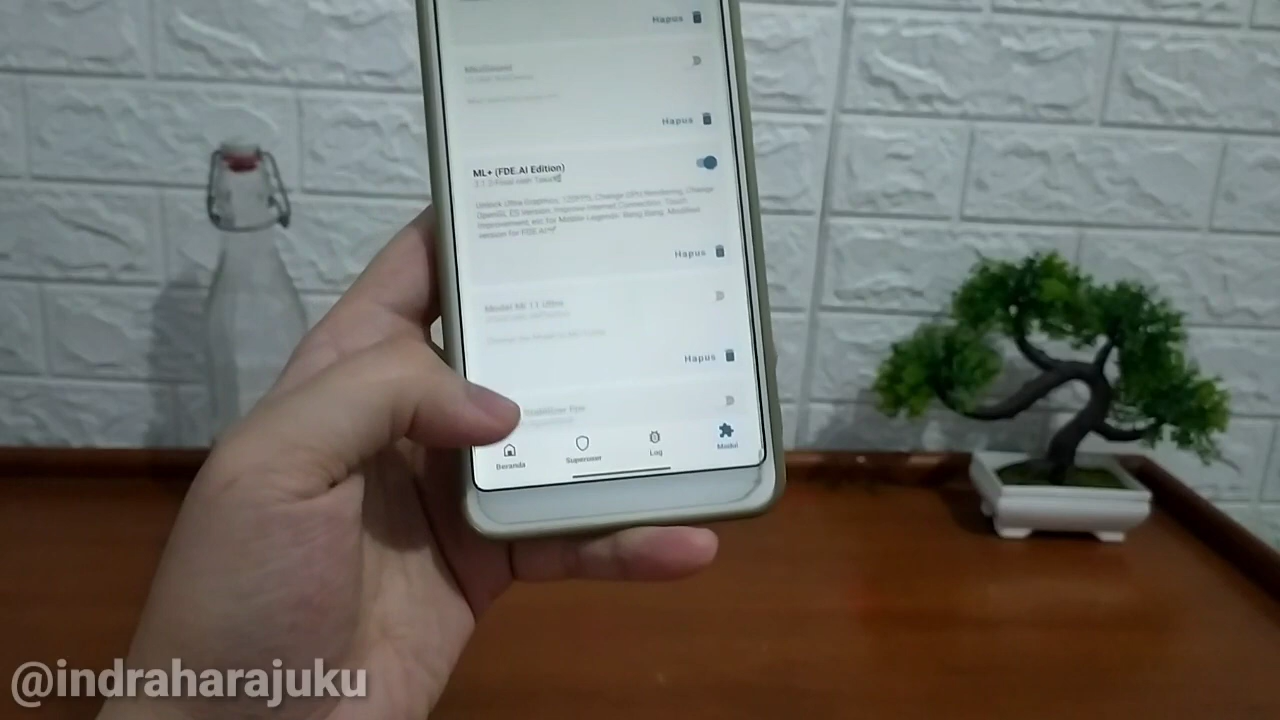 Hapus
Hapus
ML+ (FDE.AI Edition)
Unlock Ultra Graphics, 120FPS, Change GPU Rendering, Change
OpenGL ES Version, Improve Internet Connection, Touch
Improvement, etc for Mobile Legends: Bang Bang. Modified
version for FDE.AI
Hapus
Model Mi 11 Ultra
Hapus
Beranda
Superuser
Log
Modul
@indraharajuku